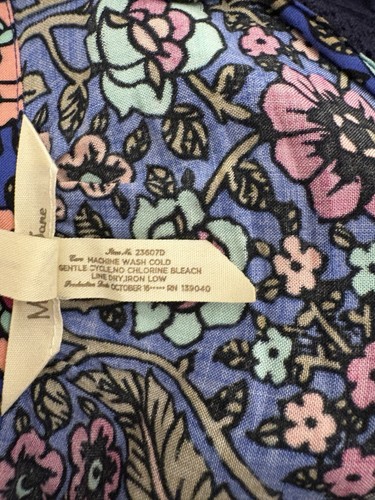 Item No. 23607D
Care MACHINE WASH COLD
GENTLE CYCLE, NO CHLORINE BLEACH
LINE DRY, IRON LOW
Production Date OCTOBER 16***** RN 139040